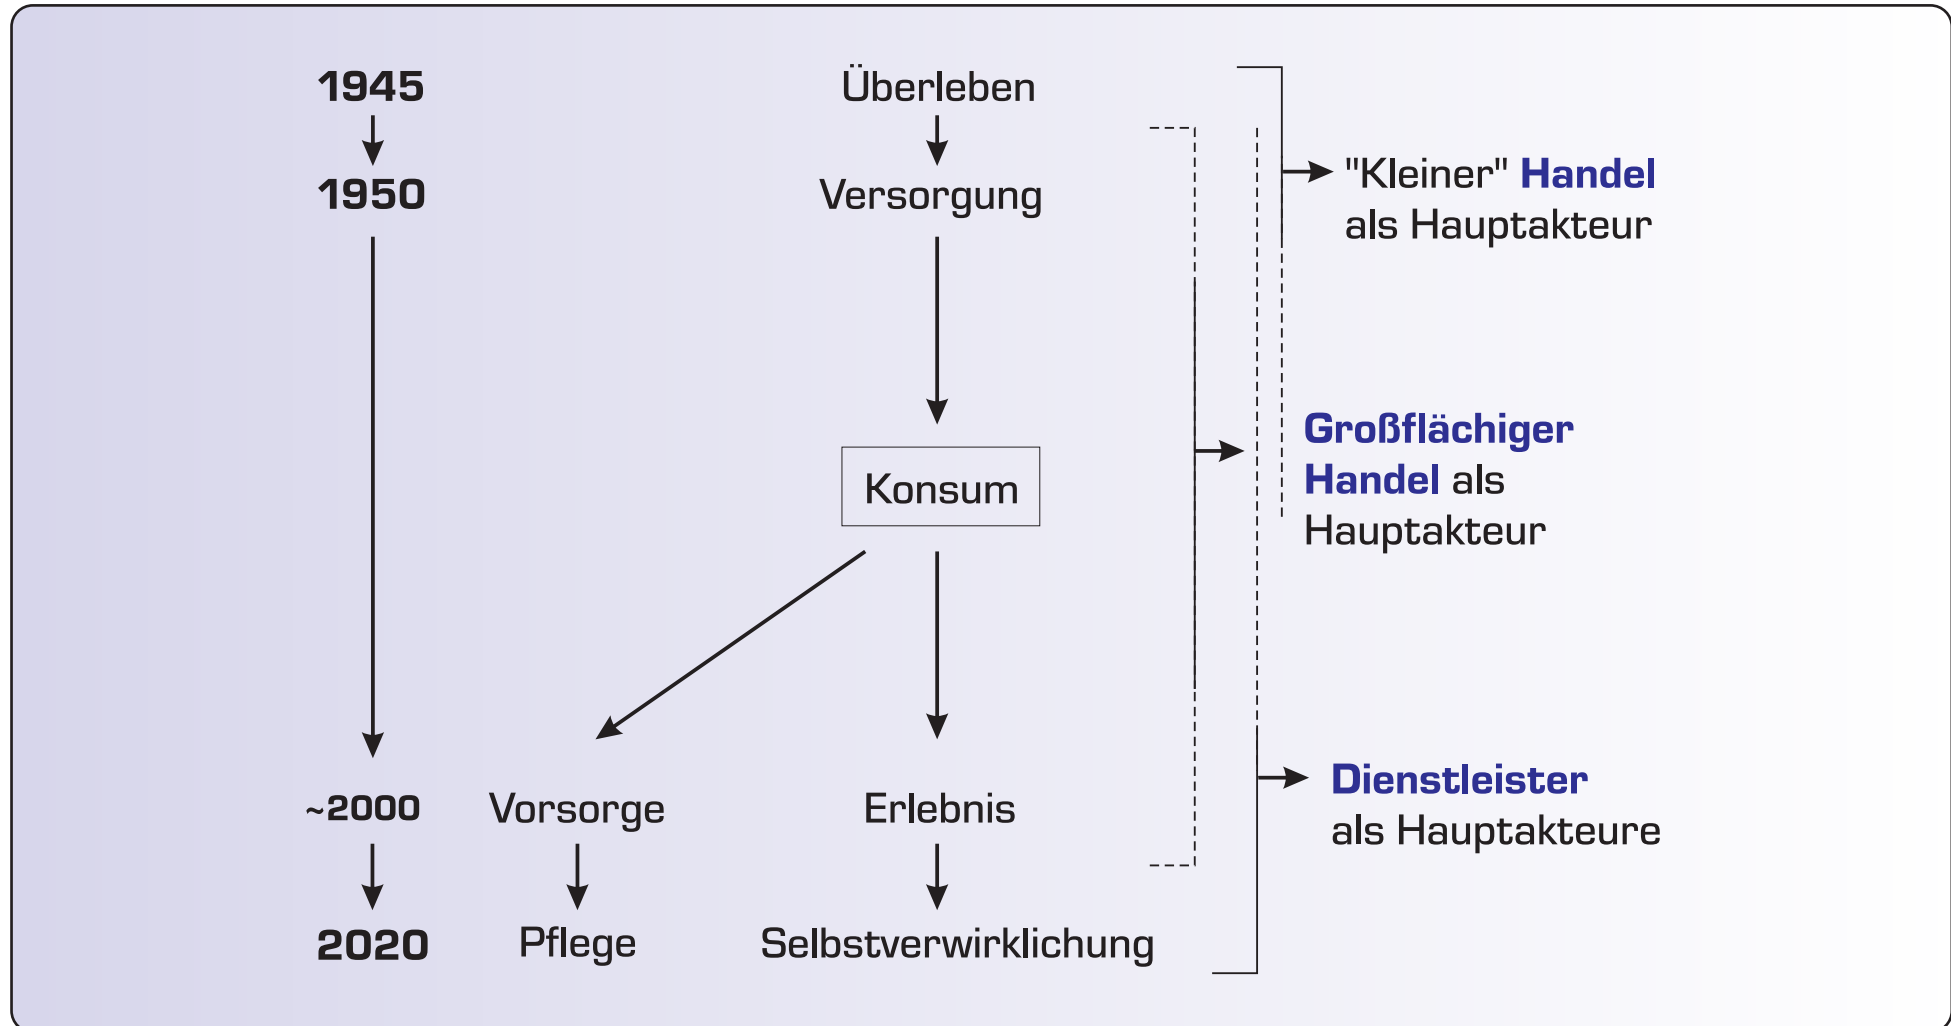 1945
Überleben
1950
Versorgung
"Kleiner" Handel
als Hauptakteur
Großflächiger
Handel als
Hauptakteur
Konsum
~2000
Vorsorge
Erlebnis
Dienstleister
als Hauptakteure
2020
Pflege
Selbstverwirklichung